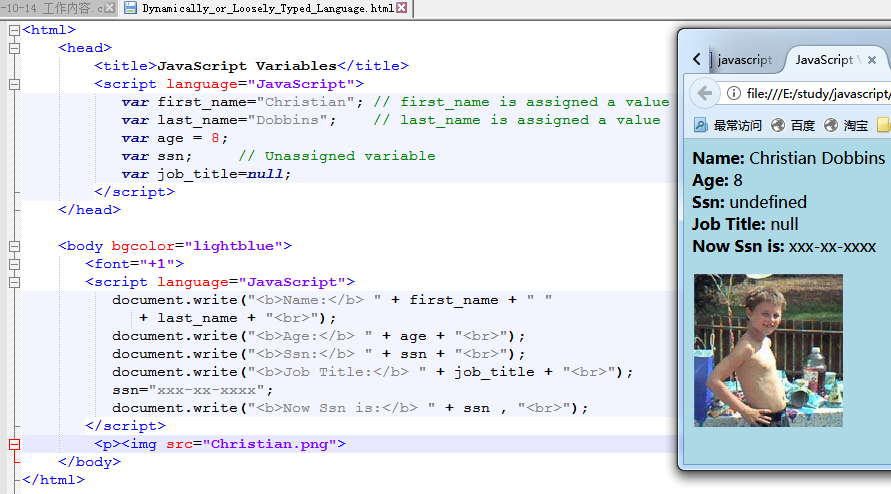 -10-14 工作内容.c
Dynamically_or_Loosely_Typed_Language.html
<html>
<head>
<title>JavaScript Variables</title>
<script language="JavaScript">
var first_name="Christian"; // first_name is assigned a value
var last_name="Dobbins";    // last_name is assigned a value
var age = 8;
var ssn;     // Unassigned variable
var job_title=null;
</script>
</head>
<body bgcolor="lightblue">
<font="+1">
<script language="JavaScript">
document.write("<b>Name:</b> " + first_name + " "
+ last_name + "<br>");
document.write("<b>Age:</b> " + age + "<br>");
document.write("<b>Ssn:</b> " + ssn + "<br>");
document.write("<b>Job Title:</b> " + job_title + "<br>");
ssn="xxx-xx-xxxx";
document.write("<b>Now Ssn is:</b> " + ssn , "<br>");
</script>
<p><img src="Christian.png">
</body>
</html>
javascript
JavaScript
file:///E:/study/javascript/
最常访问 百度 淘宝
Name: Christian Dobbins
Age: 8
Ssn: undefined
Job Title: null
Now Ssn is: xxx-xx-xxxx